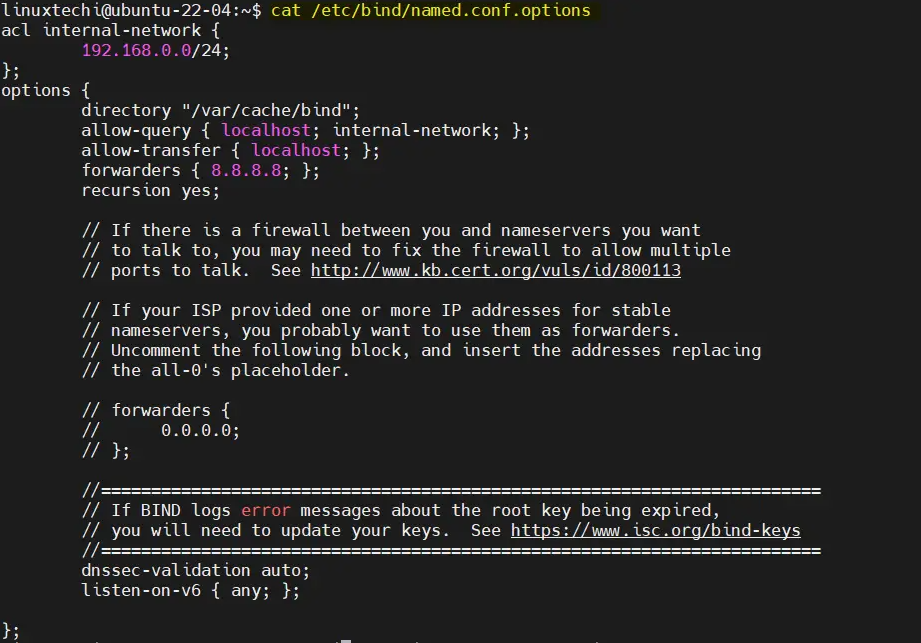 linuxtechi@ubuntu-22-04:~$ cat /etc/bind/named.conf.options
acl internal-network {
        192.168.0.0/24;
};
options {
        directory "/var/cache/bind";
        allow-query { localhost; internal-network; };
        allow-transfer { localhost; };
        forwarders { 8.8.8.8; };
        recursion yes;

        // If there is a firewall between you and nameservers you want
        // to talk to, you may need to fix the firewall to allow multiple
        // ports to talk.  See http://www.kb.cert.org/vuls/id/800113

        // If your ISP provided one or more IP addresses for stable
        // nameservers, you probably want to use them as forwarders.
        // Uncomment the following block, and insert the addresses replacing
        // the all-0's placeholder.

        // forwarders {
        //      0.0.0.0;
        // };

        //========================================================================
        // If BIND logs error messages about the root key being expired,
        // you will need to update your keys.  See https://www.isc.org/bind-keys
        //========================================================================
        dnssec-validation auto;
        listen-on-v6 { any; };

};